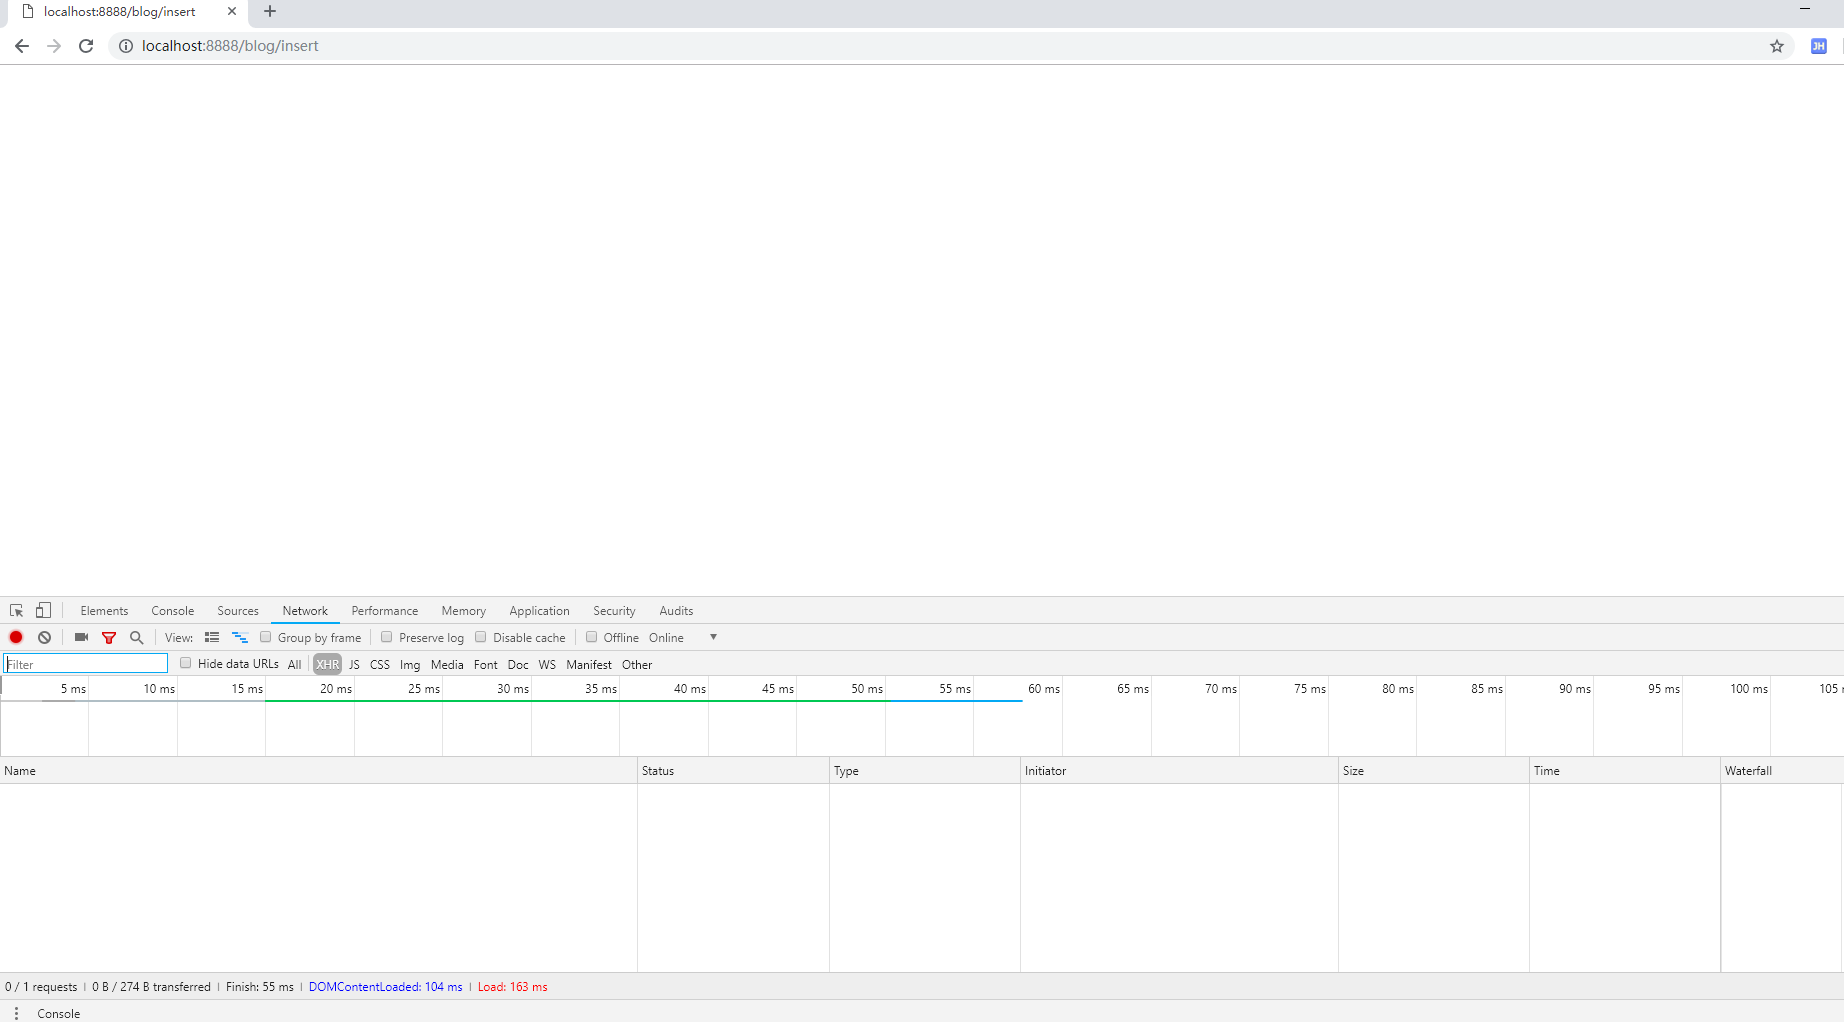 localhost:8888/blog/insert
localhost:8888/blog/insert JH
Elements Console Sources Network Performance Memory Application Security Audits
View: Group by frame Preserve log Disable cache Offline Online
Filter Hide data URLs All XHR JS CSS Img Media Font Doc WS Manifest Other
5 ms 10 ms 15 ms 20 ms 25 ms 30 ms 35 ms 40 ms 45 ms 50 ms 55 ms 60 ms 65 ms 70 ms 75 ms 80 ms 85 ms 90 ms 95 ms 100 ms 105
Name Status Type Initiator Size Time Waterfall
0 / 1 requests | 0 B / 274 B transferred | Finish: 55 ms | DOMContentLoaded: 104 ms | Load: 163 ms
Console